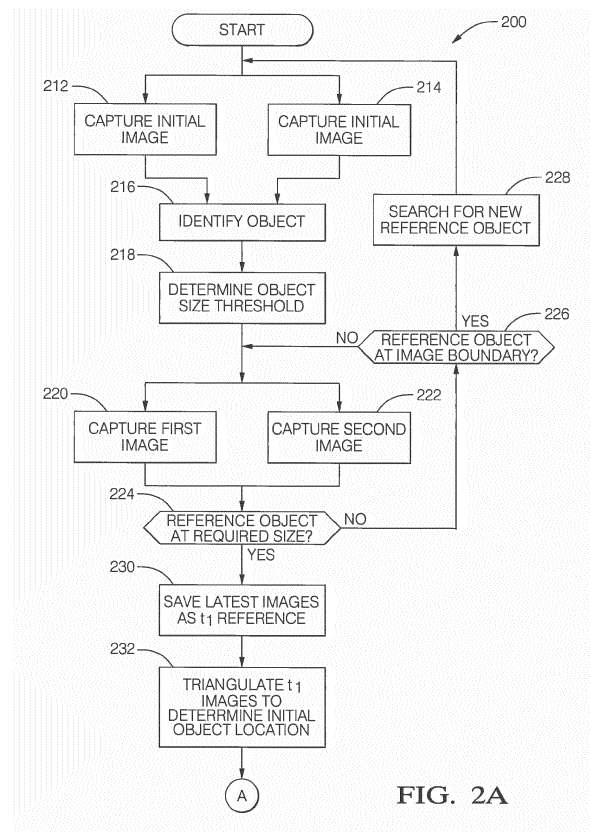 START
200
212
CAPTURE INITIAL
IMAGE
214
CAPTURE INITIAL
IMAGE
216
IDENTIFY OBJECT
228
SEARCH FOR NEW
REFERENCE OBJECT
218
DETERMINE OBJECT
SIZE THRESHOLD
NO
YES
226
REFERENCE OBJECT
AT IMAGE BOUNDARY?
220
CAPTURE FIRST
IMAGE
222
CAPTURE SECOND
IMAGE
224
REFERENCE OBJECT
AT REQUIRED SIZE?
NO
YES
230
SAVE LATEST IMAGES
AS t1 REFERENCE
232
TRIANGULATE t1
IMAGES TO
DETERRMINE INITIAL
OBJECT LOCATION
A
FIG. 2A